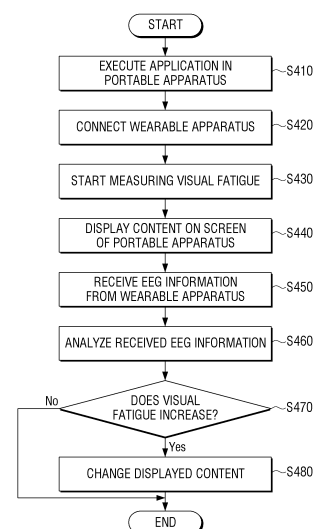 START
EXECUTE APPLICATION IN
PORTABLE APPARATUS
S410
CONNECT WEARABLE APPARATUS
S420
START MEASURING VISUAL FATIGUE
S430
DISPLAY CONTENT ON SCREEN
OF PORTABLE APPARATUS
S440
RECEIVE EEG INFORMATION
FROM WEARABLE APPARATUS
S450
ANALYZE RECEIVED EEG INFORMATION
S460
DOES VISUAL
FATIGUE INCREASE?
S470
No
Yes
CHANGE DISPLAYED CONTENT
S480
END